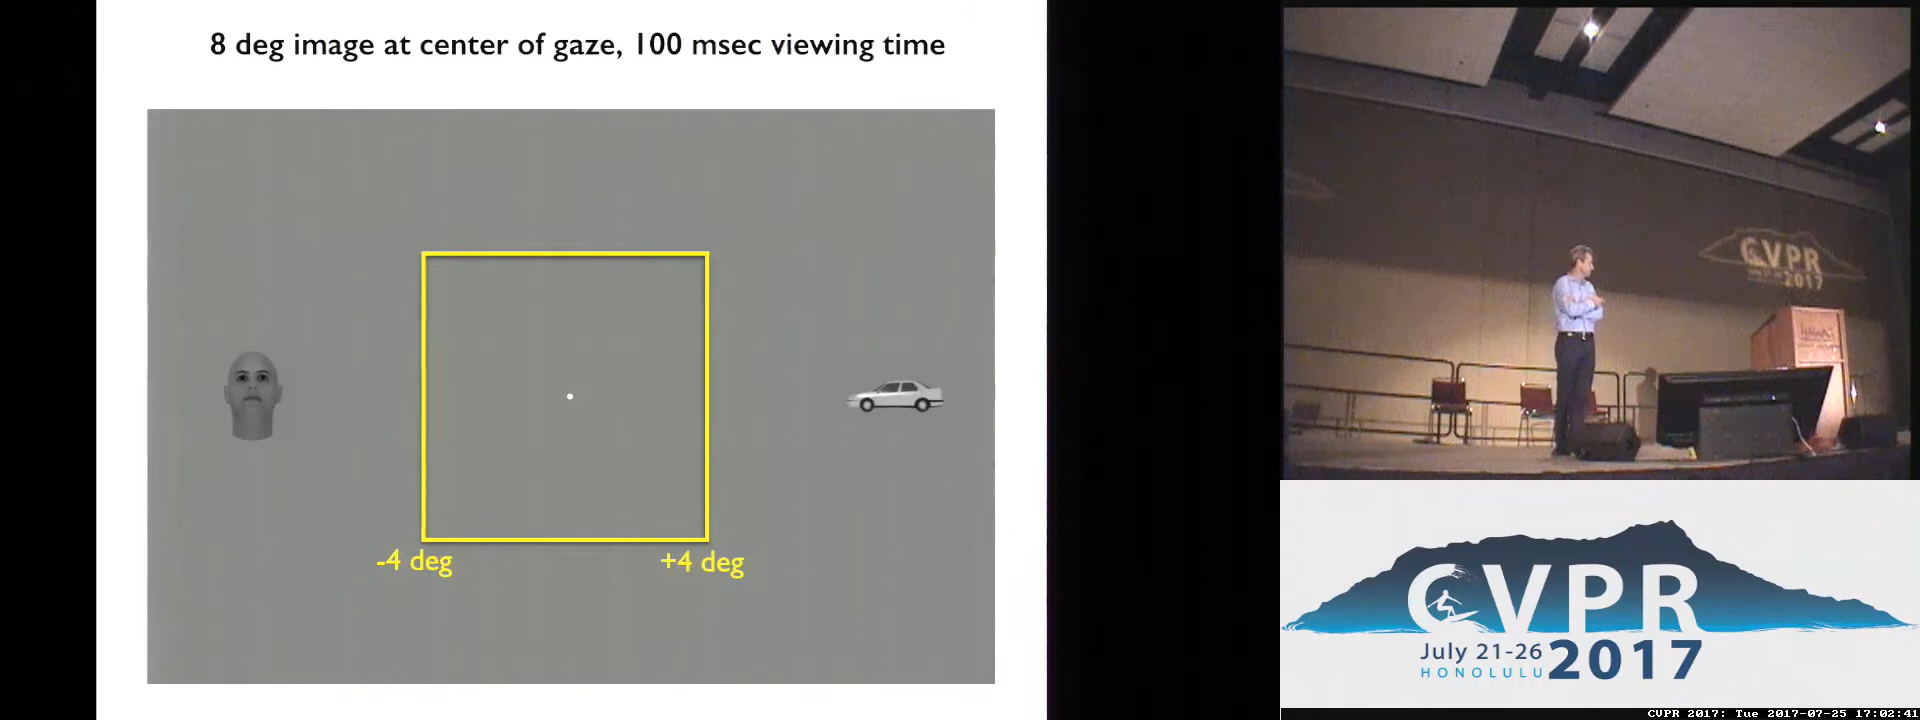 8 deg image at center of gaze, 100 msec viewing time
-4 deg
+4 deg
CVPR
2017
CVPR
July 21-26
HONOLULU
2017
CVPR 2017: Tue 2017-07-25 17:02:41